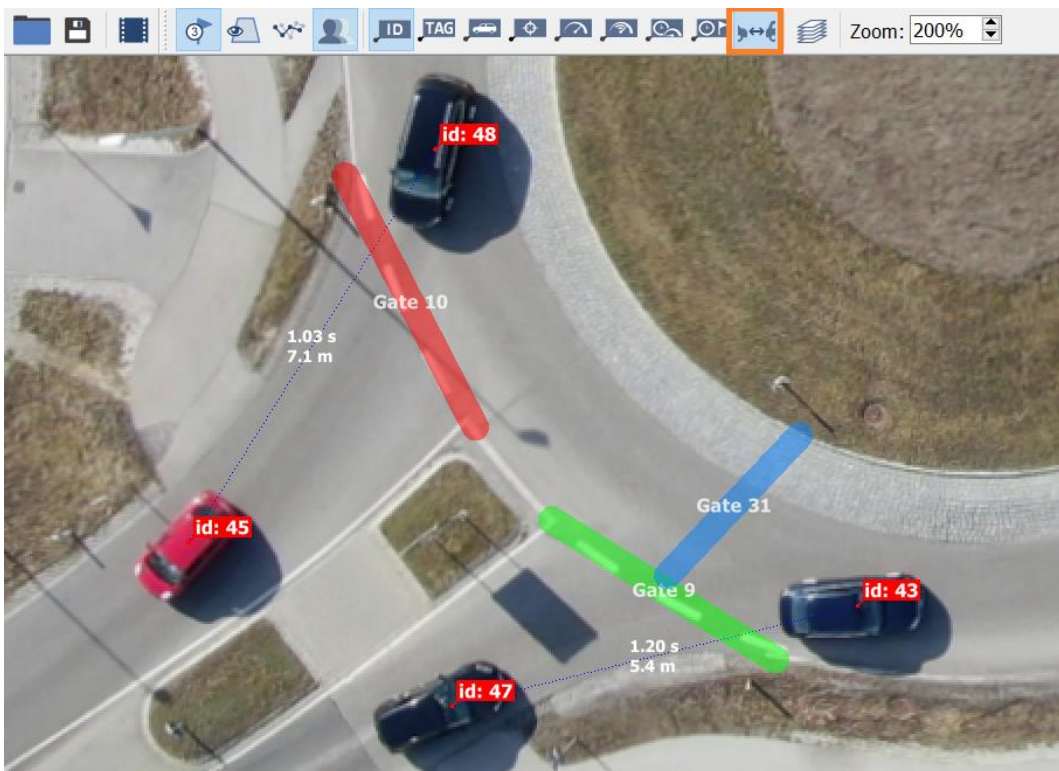 3
ID
TAG
Zoom: 200%
id: 48
Gate 10
1.03 s
7.1 m
id: 45
Gate 31
Gate 9
id: 43
1.20 s
5.4 m
id: 47